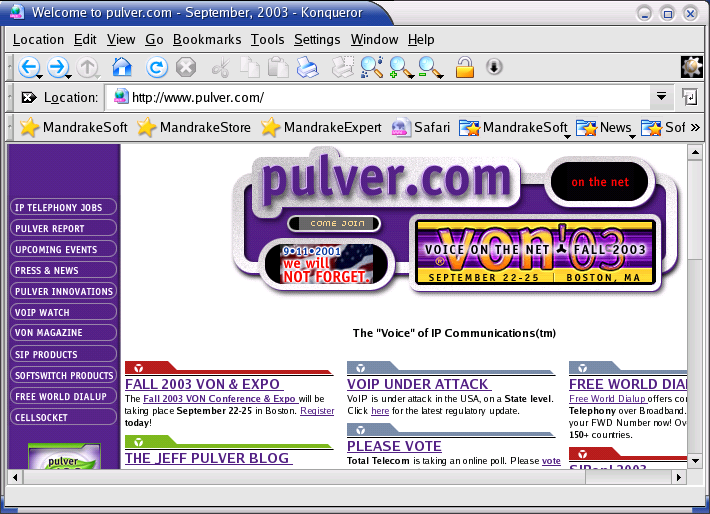 Welcome to pulver.com - September, 2003 - Konqueror
Location Edit View Go Bookmarks Tools Settings Window Help
Location: http://www.pulver.com/
MandrakeSoft MandrakeStore MandrakeExpert Safari MandrakeSoft News Sof »
pulver.com
on the net
COME JOIN
9•11•2001
we will
NOT FORGET.
von'03
VOICE ON THE NET FALL 2003
SEPTEMBER 22-25 BOSTON, MA
IP TELEPHONY JOBS
PULVER REPORT
UPCOMING EVENTS
PRESS & NEWS
PULVER INNOVATIONS
VOIP WATCH
VON MAGAZINE
SIP PRODUCTS
SOFTSWITCH PRODUCTS
FREE WORLD DIALUP
CELLSOCKET
pulver
The "Voice" of IP Communications(tm)
FALL 2003 VON & EXPO
The Fall 2003 VON Conference & Expo will be
taking place September 22-25 in Boston. Register
today!
THE JEFF PULVER BLOG
VOIP UNDER ATTACK
VoIP is under attack in the USA, on a State level.
Click here for the latest regulatory update.
PLEASE VOTE
Total Telecom is taking an online poll. Please vote
FREE WORLD DIA
Free World Dialup offers co
Telephony over Broadband.
your FWD Number now! Ov
150+ countries.